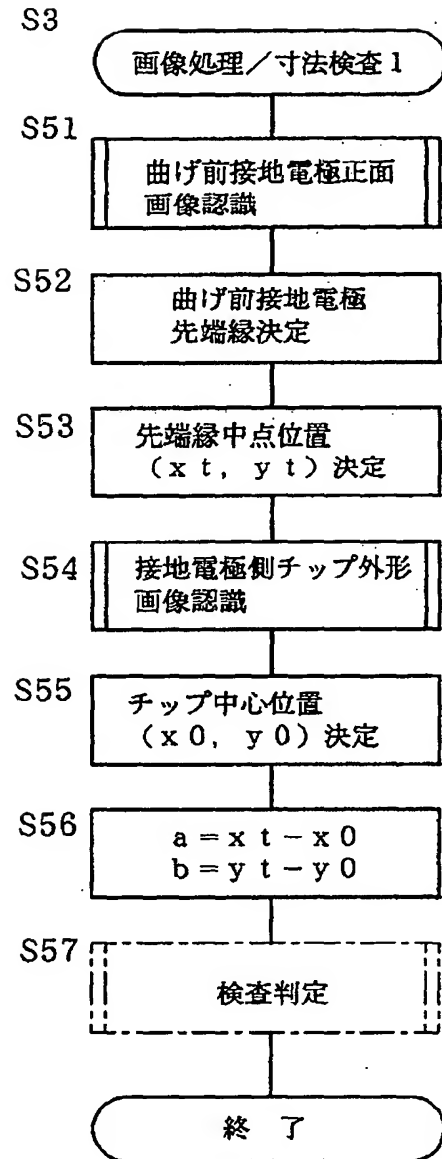 S3
画像処理／寸法検査1
S51
曲げ前接地電極正面
画像認識
S52
曲げ前接地電極
先端縁決定
S53
先端縁中点位置
(xt, yt)決定
S54
接地電極側チップ外形
画像認識
S55
チップ中心位置
(x0, y0)決定
S56
a=xt-x0
b=yt-y0
S57
検査判定
終了